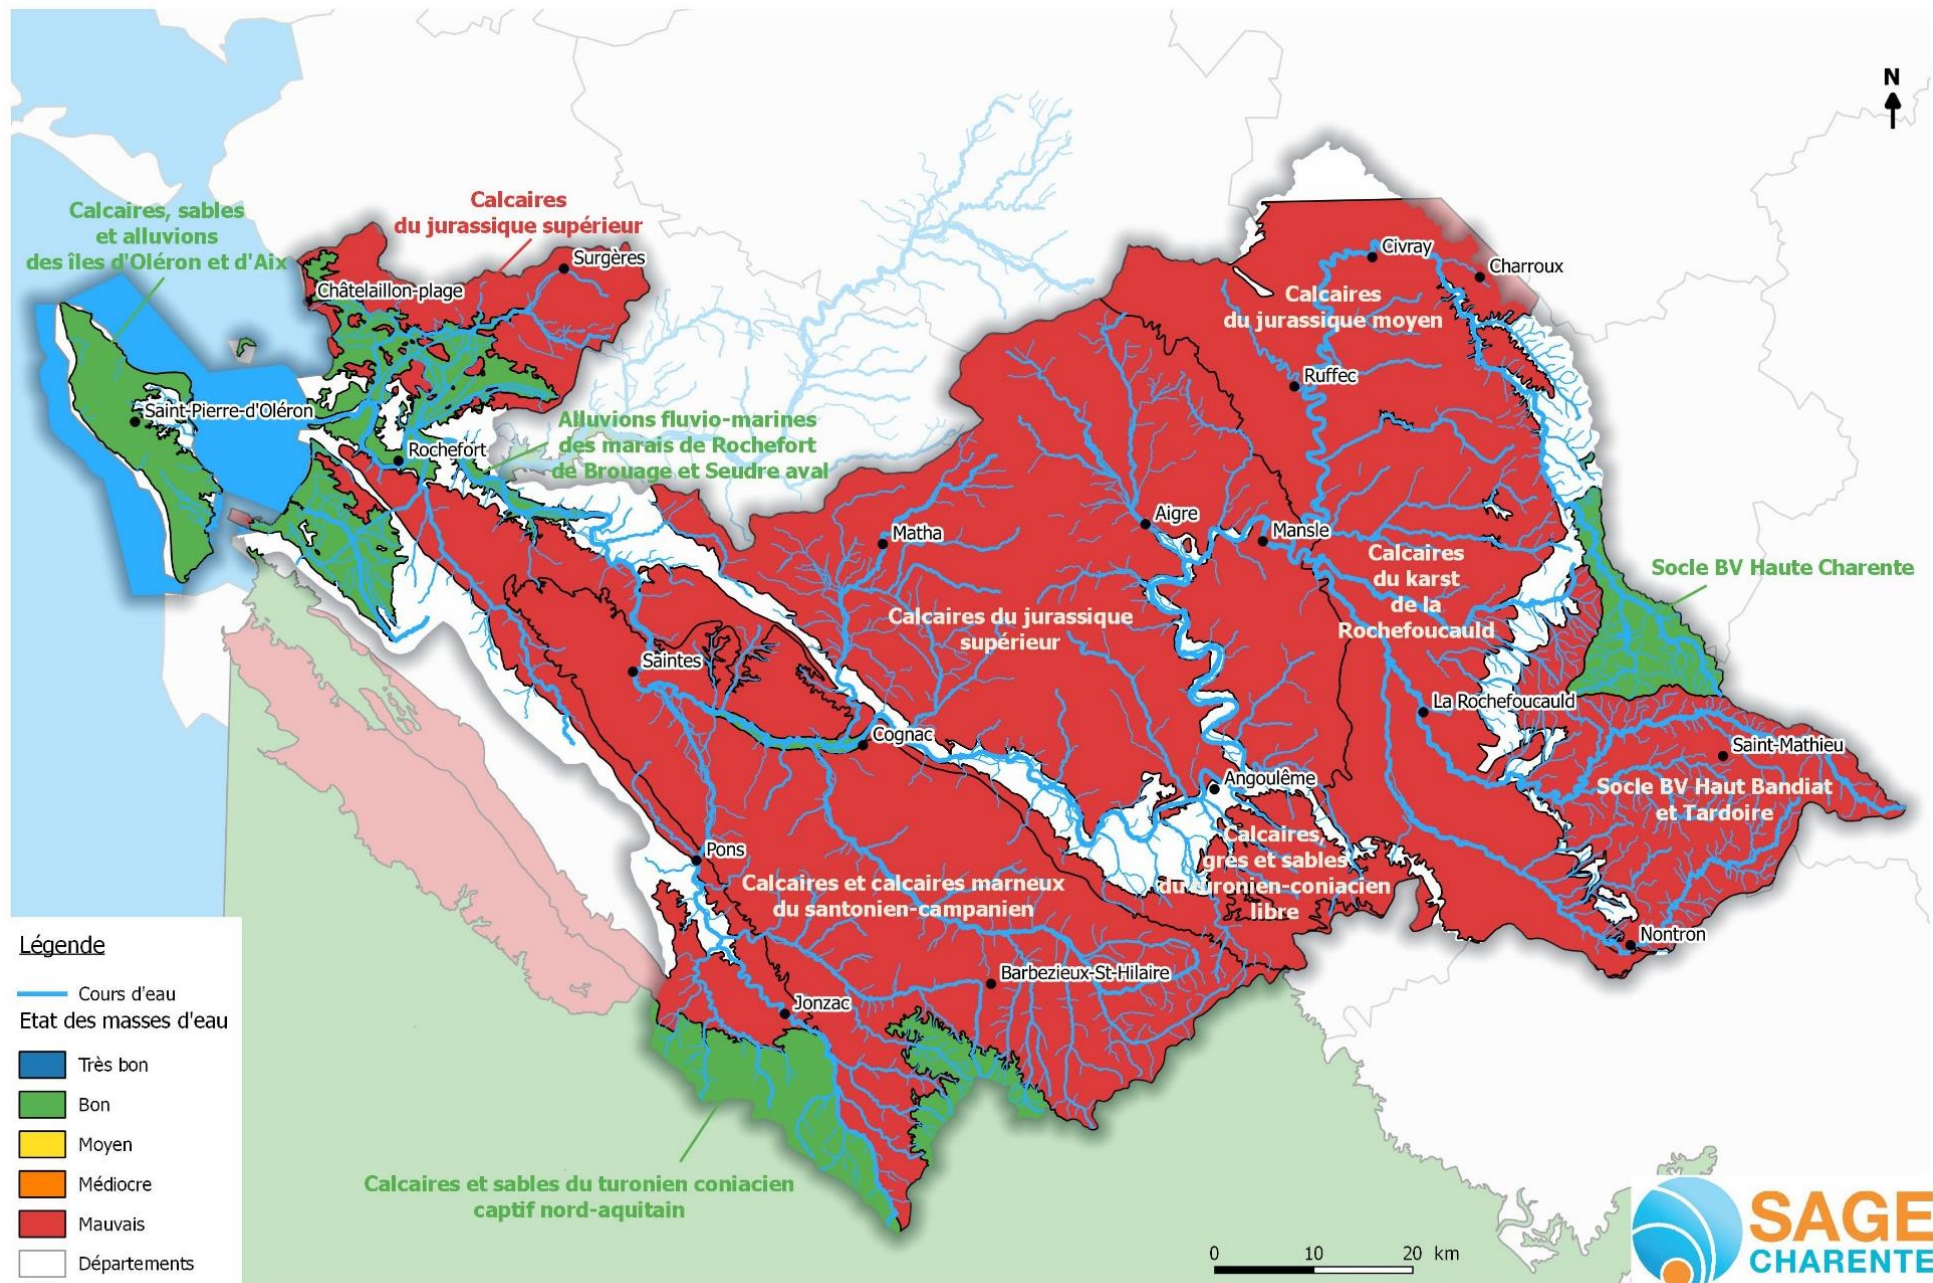 N
Calcaires, sables
et alluvions
des îles d'Oléron et d'Aix
Calcaires
du jurassique supérieur
Surgères
Châtelaillon-plage
Civray
Charroux
Calcaires
du jurassique moyen
Ruffec
Saint-Pierre-d'Oléron
Rochefort
Alluvions fluvio-marines
des marais de Rochefort
de Brouage et Seudre aval
Matha
Aigre
Mansle
Calcaires
du karst
de la
Rochefoucauld
Socle BV Haute Charente
Calcaires du jurassique
supérieur
Saintes
La Rochefoucauld
Cognac
Saint-Mathieu
Angoulême
Socle BV Haut Bandiat
et Tardoire
Calcaires,
grès et sables
du turonien-coniacien
libre
Pons
Calcaires et calcaires marneux
du santonien-campanien
Nontron
Barbezieux-St-Hilaire
Jonzac
Calcaires et sables du turonien coniacien
captif nord-aquitain
Légende
Cours d'eau
Etat des masses d'eau
Très bon
Bon
Moyen
Médiocre
Mauvais
Départements
0 10 20 km
SAGE
CHARENTE